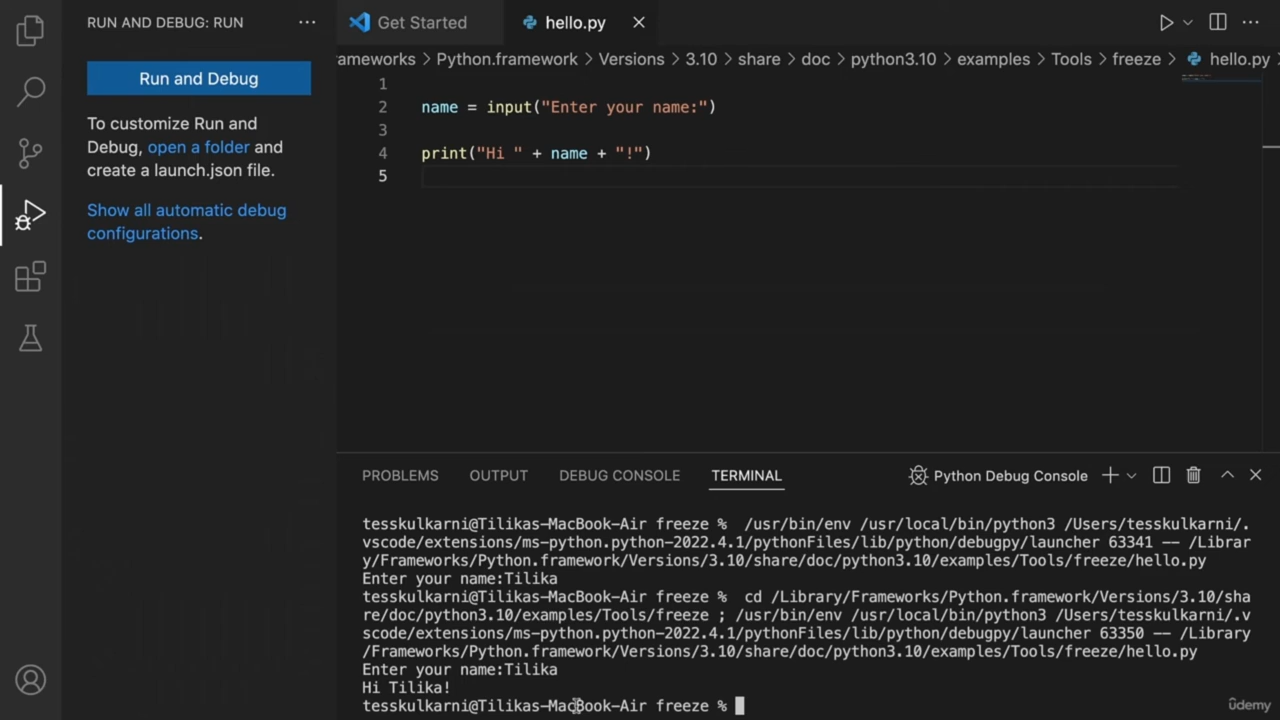 RUN AND DEBUG: RUN ...
Run and Debug
To customize Run and
Debug, open a folder and
create a launch.json file.
Show all automatic debug
configurations.
Get Started
hello.py
rameworks > Python.framework > Versions > 3.10 > share > doc > python3.10 > examples > Tools > freeze > hello.py >
1
2 name = input("Enter your name:")
3
4 print("Hi " + name + "!")
5
PROBLEMS OUTPUT DEBUG CONSOLE TERMINAL Python Debug Console
tesskulkarni@Tilikas-MacBook-Air freeze %  /usr/bin/env /usr/local/bin/python3 /Users/tesskulkarni/.
vscode/extensions/ms-python.python-2022.4.1/pythonFiles/lib/python/debugpy/launcher 63341 -- /Librar
y/Frameworks/Python.framework/Versions/3.10/share/doc/python3.10/examples/Tools/freeze/hello.py
Enter your name:Tilika
tesskulkarni@Tilikas-MacBook-Air freeze %  cd /Library/Frameworks/Python.framework/Versions/3.10/sha
re/doc/python3.10/examples/Tools/freeze ; /usr/bin/env /usr/local/bin/python3 /Users/tesskulkarni/.v
scode/extensions/ms-python.python-2022.4.1/pythonFiles/lib/python/debugpy/launcher 63350 -- /Library
/Frameworks/Python.framework/Versions/3.10/share/doc/python3.10/examples/Tools/freeze/hello.py
Enter your name:Tilika
Hi Tilika!
tesskulkarni@Tilikas-MacBook-Air freeze %
udemy